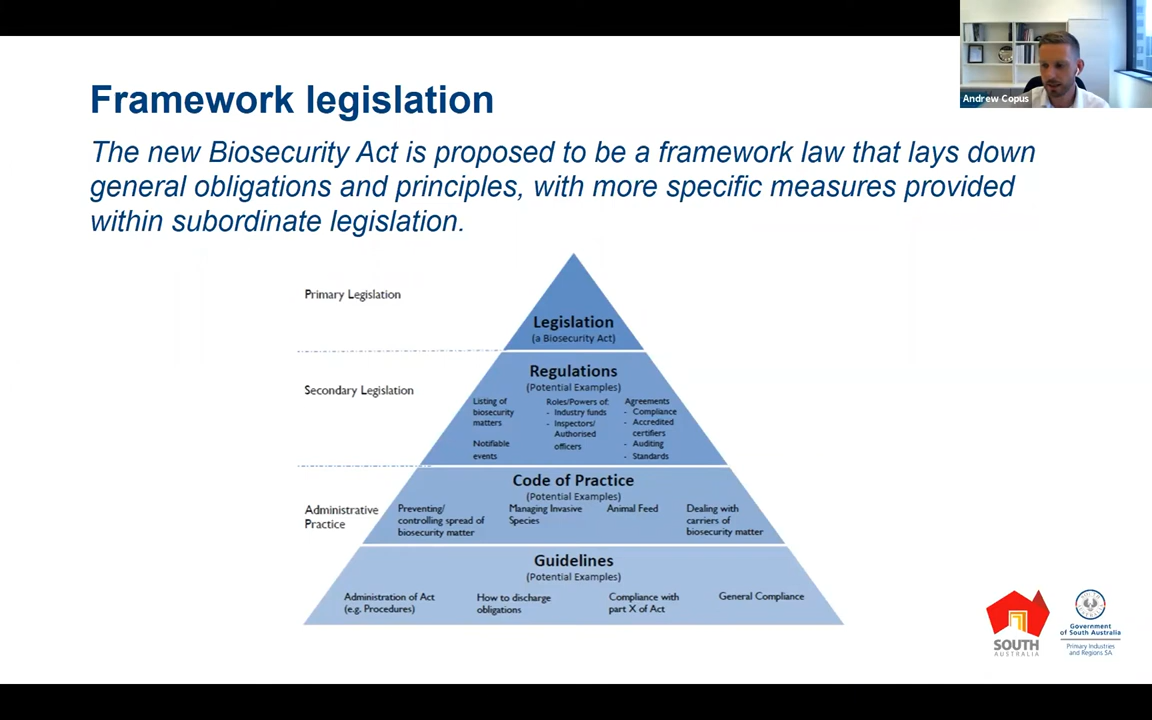 Andrew Copus
Framework legislation
The new Biosecurity Act is proposed to be a framework law that lays down
general obligations and principles, with more specific measures provided
within subordinate legislation.
Primary Legislation
Legislation
(a Biosecurity Act)
Secondary Legislation
Regulations
(Potential Examples)
Listing of
biosecurity
matters
Notifiable
events
Roles/Powers of:
- Industry funds
- Inspectors/
Authorised
officers
Agreements
- Compliance
- Accredited
certifiers
- Auditing
- Standards
Administrative
Practice
Code of Practice
(Potential Examples)
Preventing/
controlling spread of
biosecurity matter
Managing Invasive
Species
Animal Feed
Dealing with
carriers of
biosecurity matter
Guidelines
(Potential Examples)
Administration of Act
(e.g. Procedures)
How to discharge
obligations
Compliance with
part X of Act
General Compliance
SOUTH
AUSTRALIA
Government
of South Australia
Primary Industries
and Regions SA